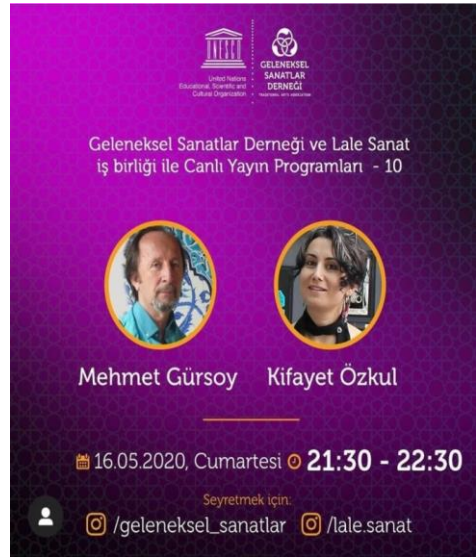 United Nations
Educational, Scientific and
Cultural Organization
GELENEKSEL
SANATLAR
DERNEĞİ
TRADITIONAL ARTS ASSOCIATION
Geleneksel Sanatlar Derneği ve Lale Sanat
iş birliği ile Canlı Yayın Programları - 10
Mehmet Gürsoy Kifayet Özkul
16.05.2020, Cumartesi 21:30 - 22:30
Seyretmek için:
/geleneksel_sanatlar /lale.sanat